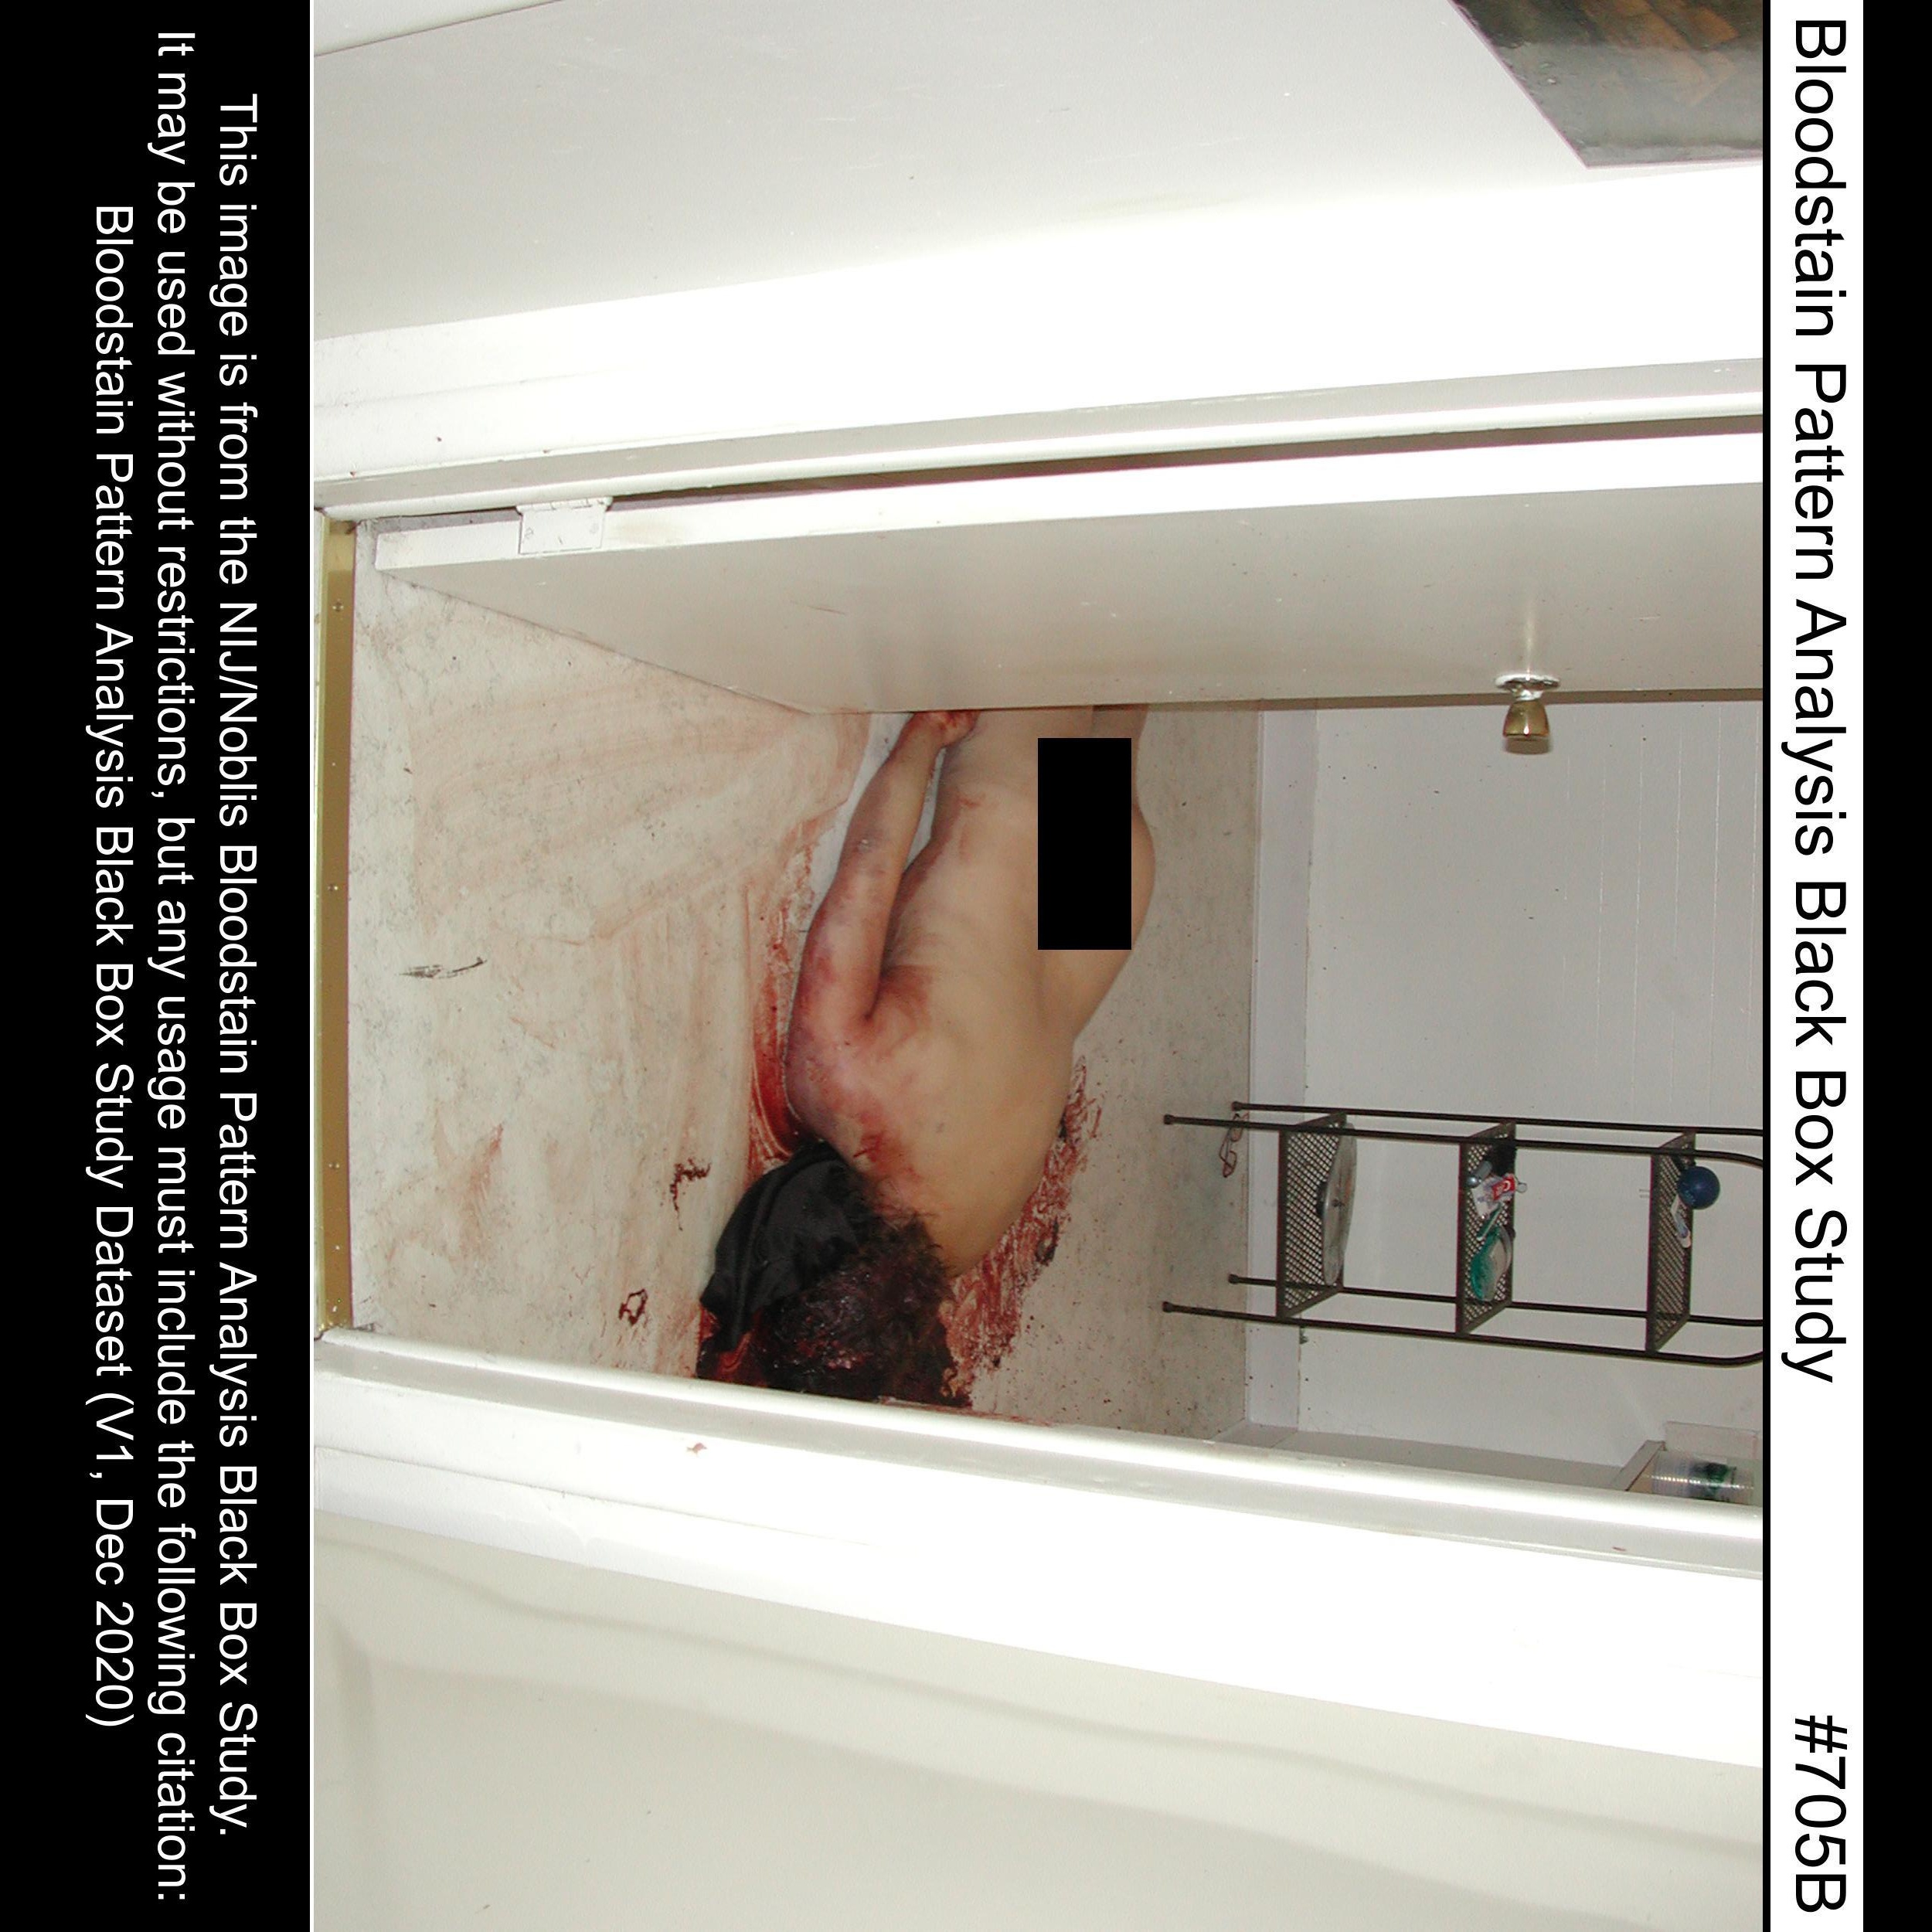 Bloodstain Pattern Analysis Black Box Study #705B
This image is from the NIJ/Noblis Bloodstain Pattern Analysis Black Box Study.
It may be used without restrictions, but any usage must include the following citation:
Bloodstain Pattern Analysis Black Box Study Dataset (V1, Dec 2020)